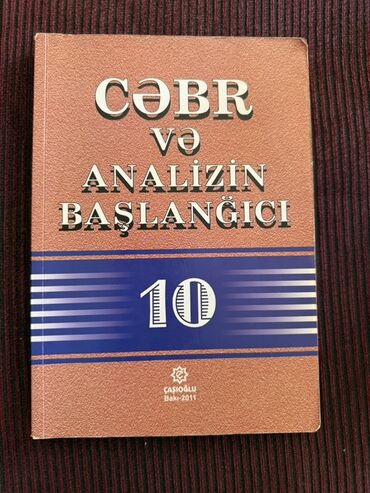 CƏBR
VƏ
ANALİZİN
BAŞLANĞICI
10
ÇAŞIOĞLU
Bakı-2011